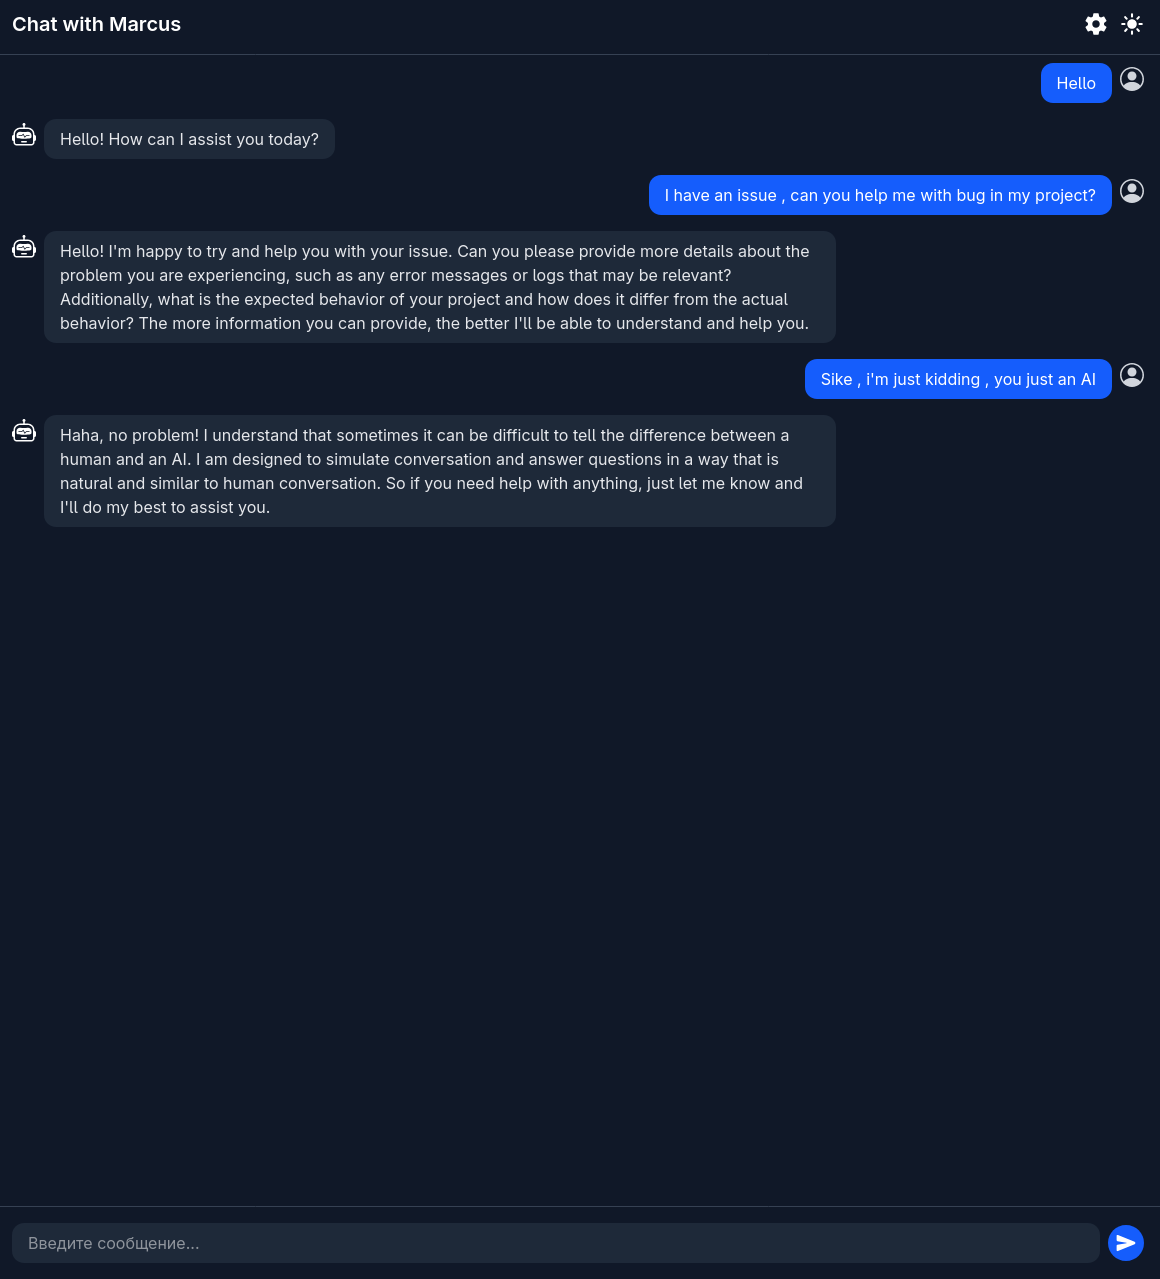 Chat with Marcus
Hello
Hello! How can I assist you today?
I have an issue , can you help me with bug in my project?
Hello! I'm happy to try and help you with your issue. Can you please provide more details about the
problem you are experiencing, such as any error messages or logs that may be relevant?
Additionally, what is the expected behavior of your project and how does it differ from the actual
behavior? The more information you can provide, the better I'll be able to understand and help you.
Sike , i'm just kidding , you just an AI
Haha, no problem! I understand that sometimes it can be difficult to tell the difference between a
human and an AI. I am designed to simulate conversation and answer questions in a way that is
natural and similar to human conversation. So if you need help with anything, just let me know and
I'll do my best to assist you.
Введите сообщение...